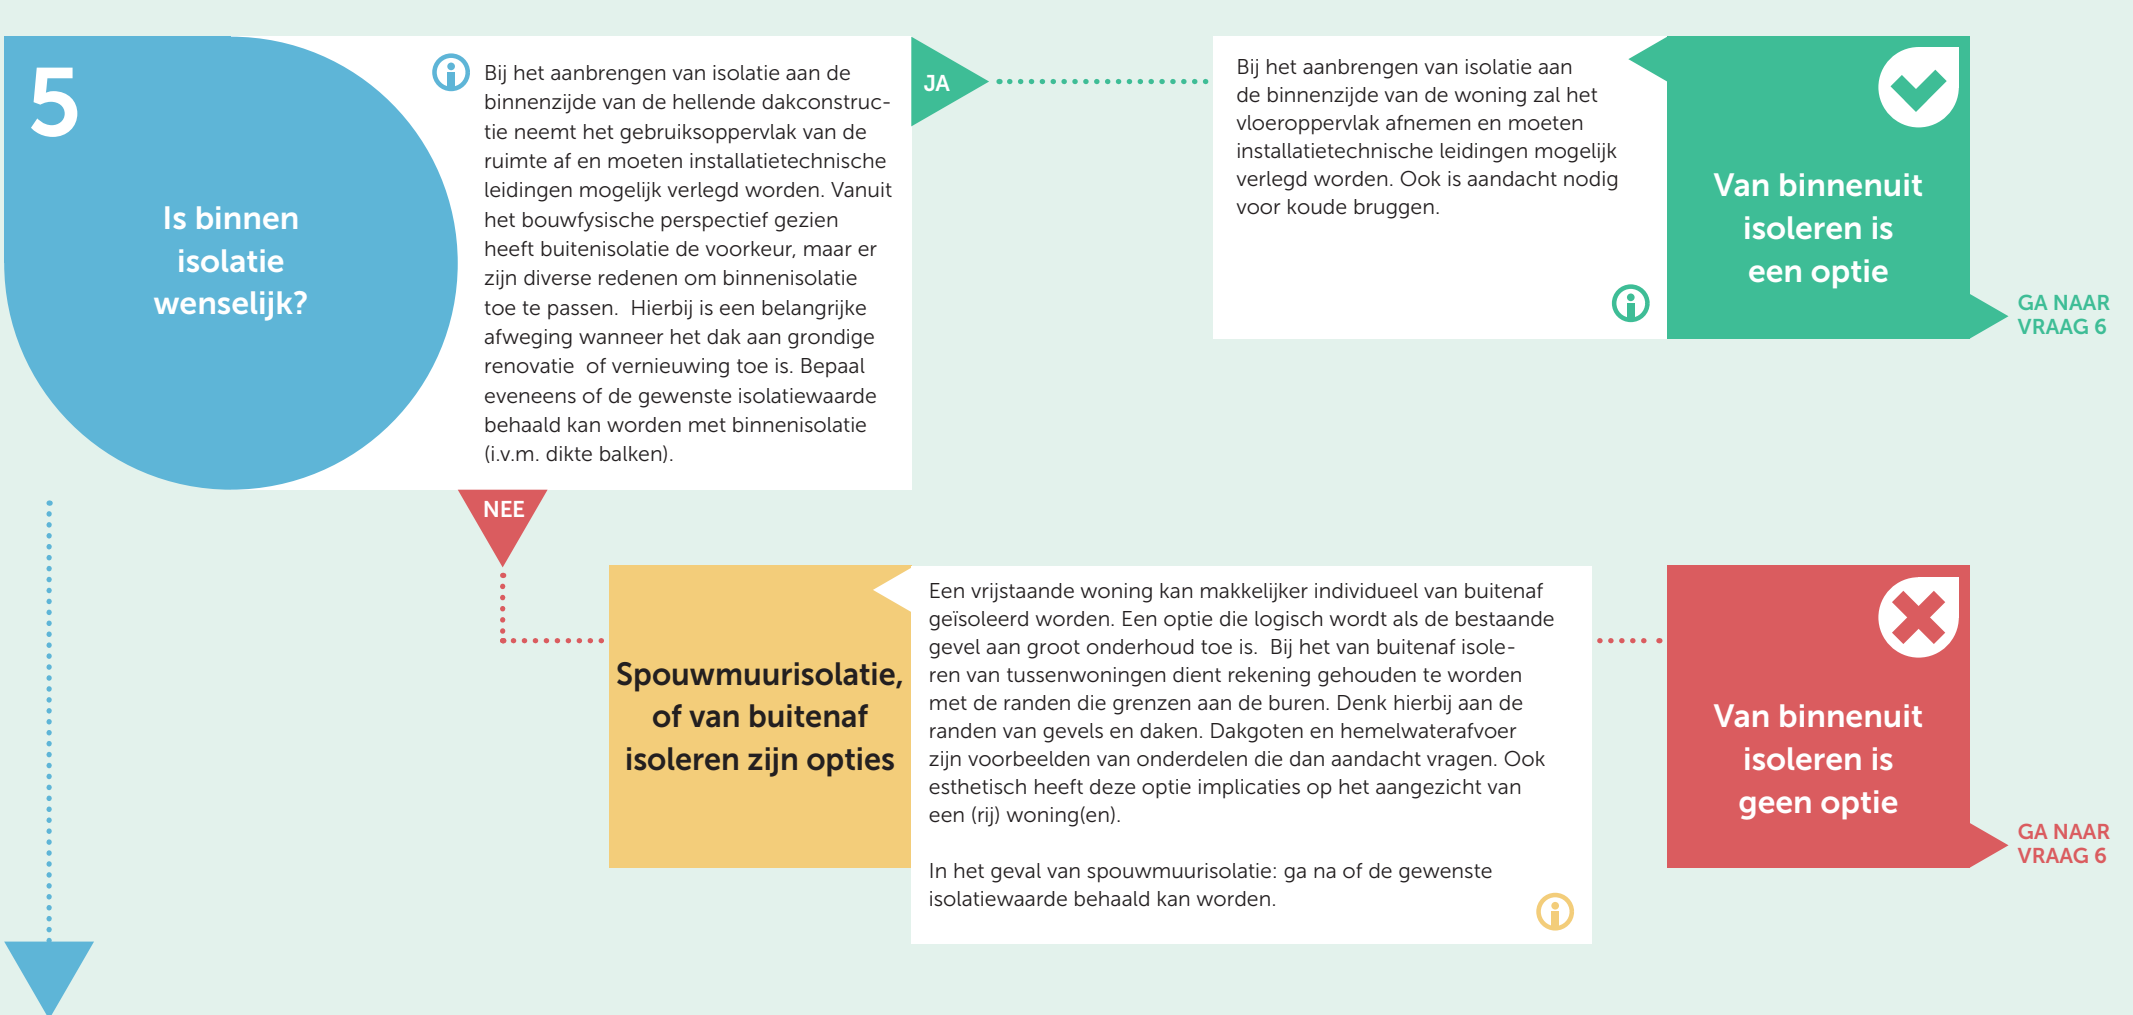 5
Is binnen
isolatie
wenselijk?
Bij het aanbrengen van isolatie aan de
binnenzijde van de hellende dakconstruc-
tie neemt het gebruiksoppervlak van de
ruimte af en moeten installatietechnische
leidingen mogelijk verlegd worden. Vanuit
het bouwfysische perspectief gezien
heeft buitenisolatie de voorkeur, maar er
zijn diverse redenen om binnenisolatie
toe te passen.  Hierbij is een belangrijke
afweging wanneer het dak aan grondige
renovatie  of vernieuwing toe is. Bepaal
eveneens of de gewenste isolatiewaarde
behaald kan worden met binnenisolatie
(i.v.m. dikte balken).
JA
Bij het aanbrengen van isolatie aan
de binnenzijde van de woning zal het
vloeroppervlak afnemen en moeten
installatietechnische leidingen mogelijk
verlegd worden. Ook is aandacht nodig
voor koude bruggen.
Van binnenuit
isoleren is
een optie
GA NAAR
VRAAG 6
NEE
Spouwmuurisolatie,
of van buitenaf
isoleren zijn opties
Een vrijstaande woning kan makkelijker individueel van buitenaf
geïsoleerd worden. Een optie die logisch wordt als de bestaande
gevel aan groot onderhoud toe is.  Bij het van buitenaf isole-
ren van tussenwoningen dient rekening gehouden te worden
met de randen die grenzen aan de buren. Denk hierbij aan de
randen van gevels en daken. Dakgoten en hemelwaterafvoer
zijn voorbeelden van onderdelen die dan aandacht vragen. Ook
esthetisch heeft deze optie implicaties op het aangezicht van
een (rij) woning(en).
In het geval van spouwmuurisolatie: ga na of de gewenste
isolatiewaarde behaald kan worden.
Van binnenuit
isoleren is
geen optie
GA NAAR
VRAAG 6